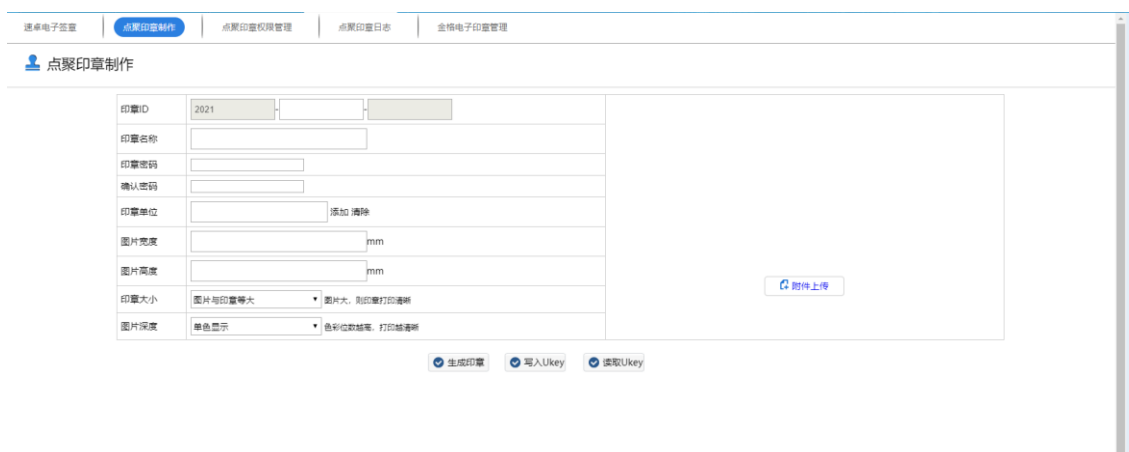 速卓电子签章 点聚印章制作 点聚印章权限管理 点聚印章日志 金格电子印章管理
点聚印章制作
印章ID 2021 - -
印章名称
印章密码
确认密码
印章单位 添加 清除
图片宽度 mm
图片高度 mm
附件上传
印章大小 图片与印章等大 图片大，则印章打印清晰
图片深度 单色显示 色彩位数越高，打印越清晰
生成印章 写入Ukey 读取Ukey